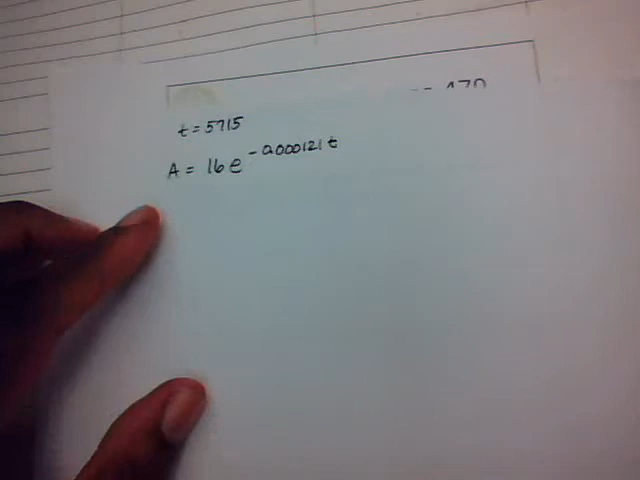 t = 5715
A = 16e^-0.000121t